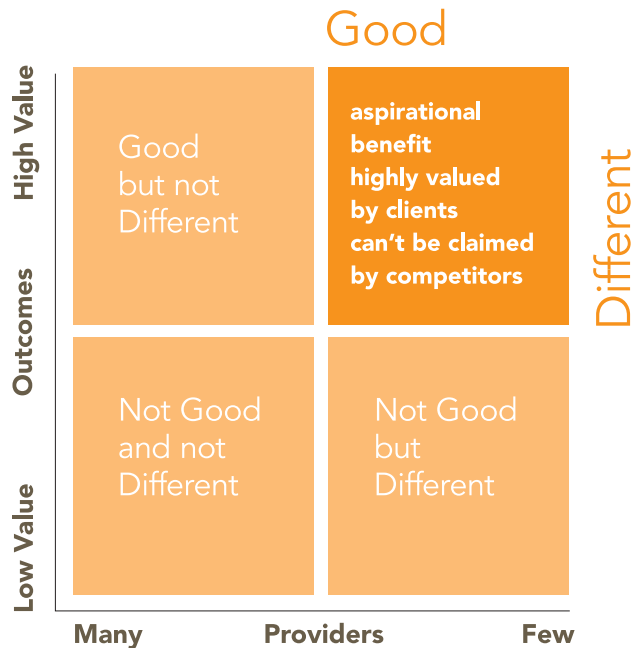 Good
High Value
Outcomes
Low Value
Good
but not
Different
aspirational
benefit
highly valued
by clients
can't be claimed
by competitors
Different
Not Good
and not
Different
Not Good
but
Different
Many
Providers
Few